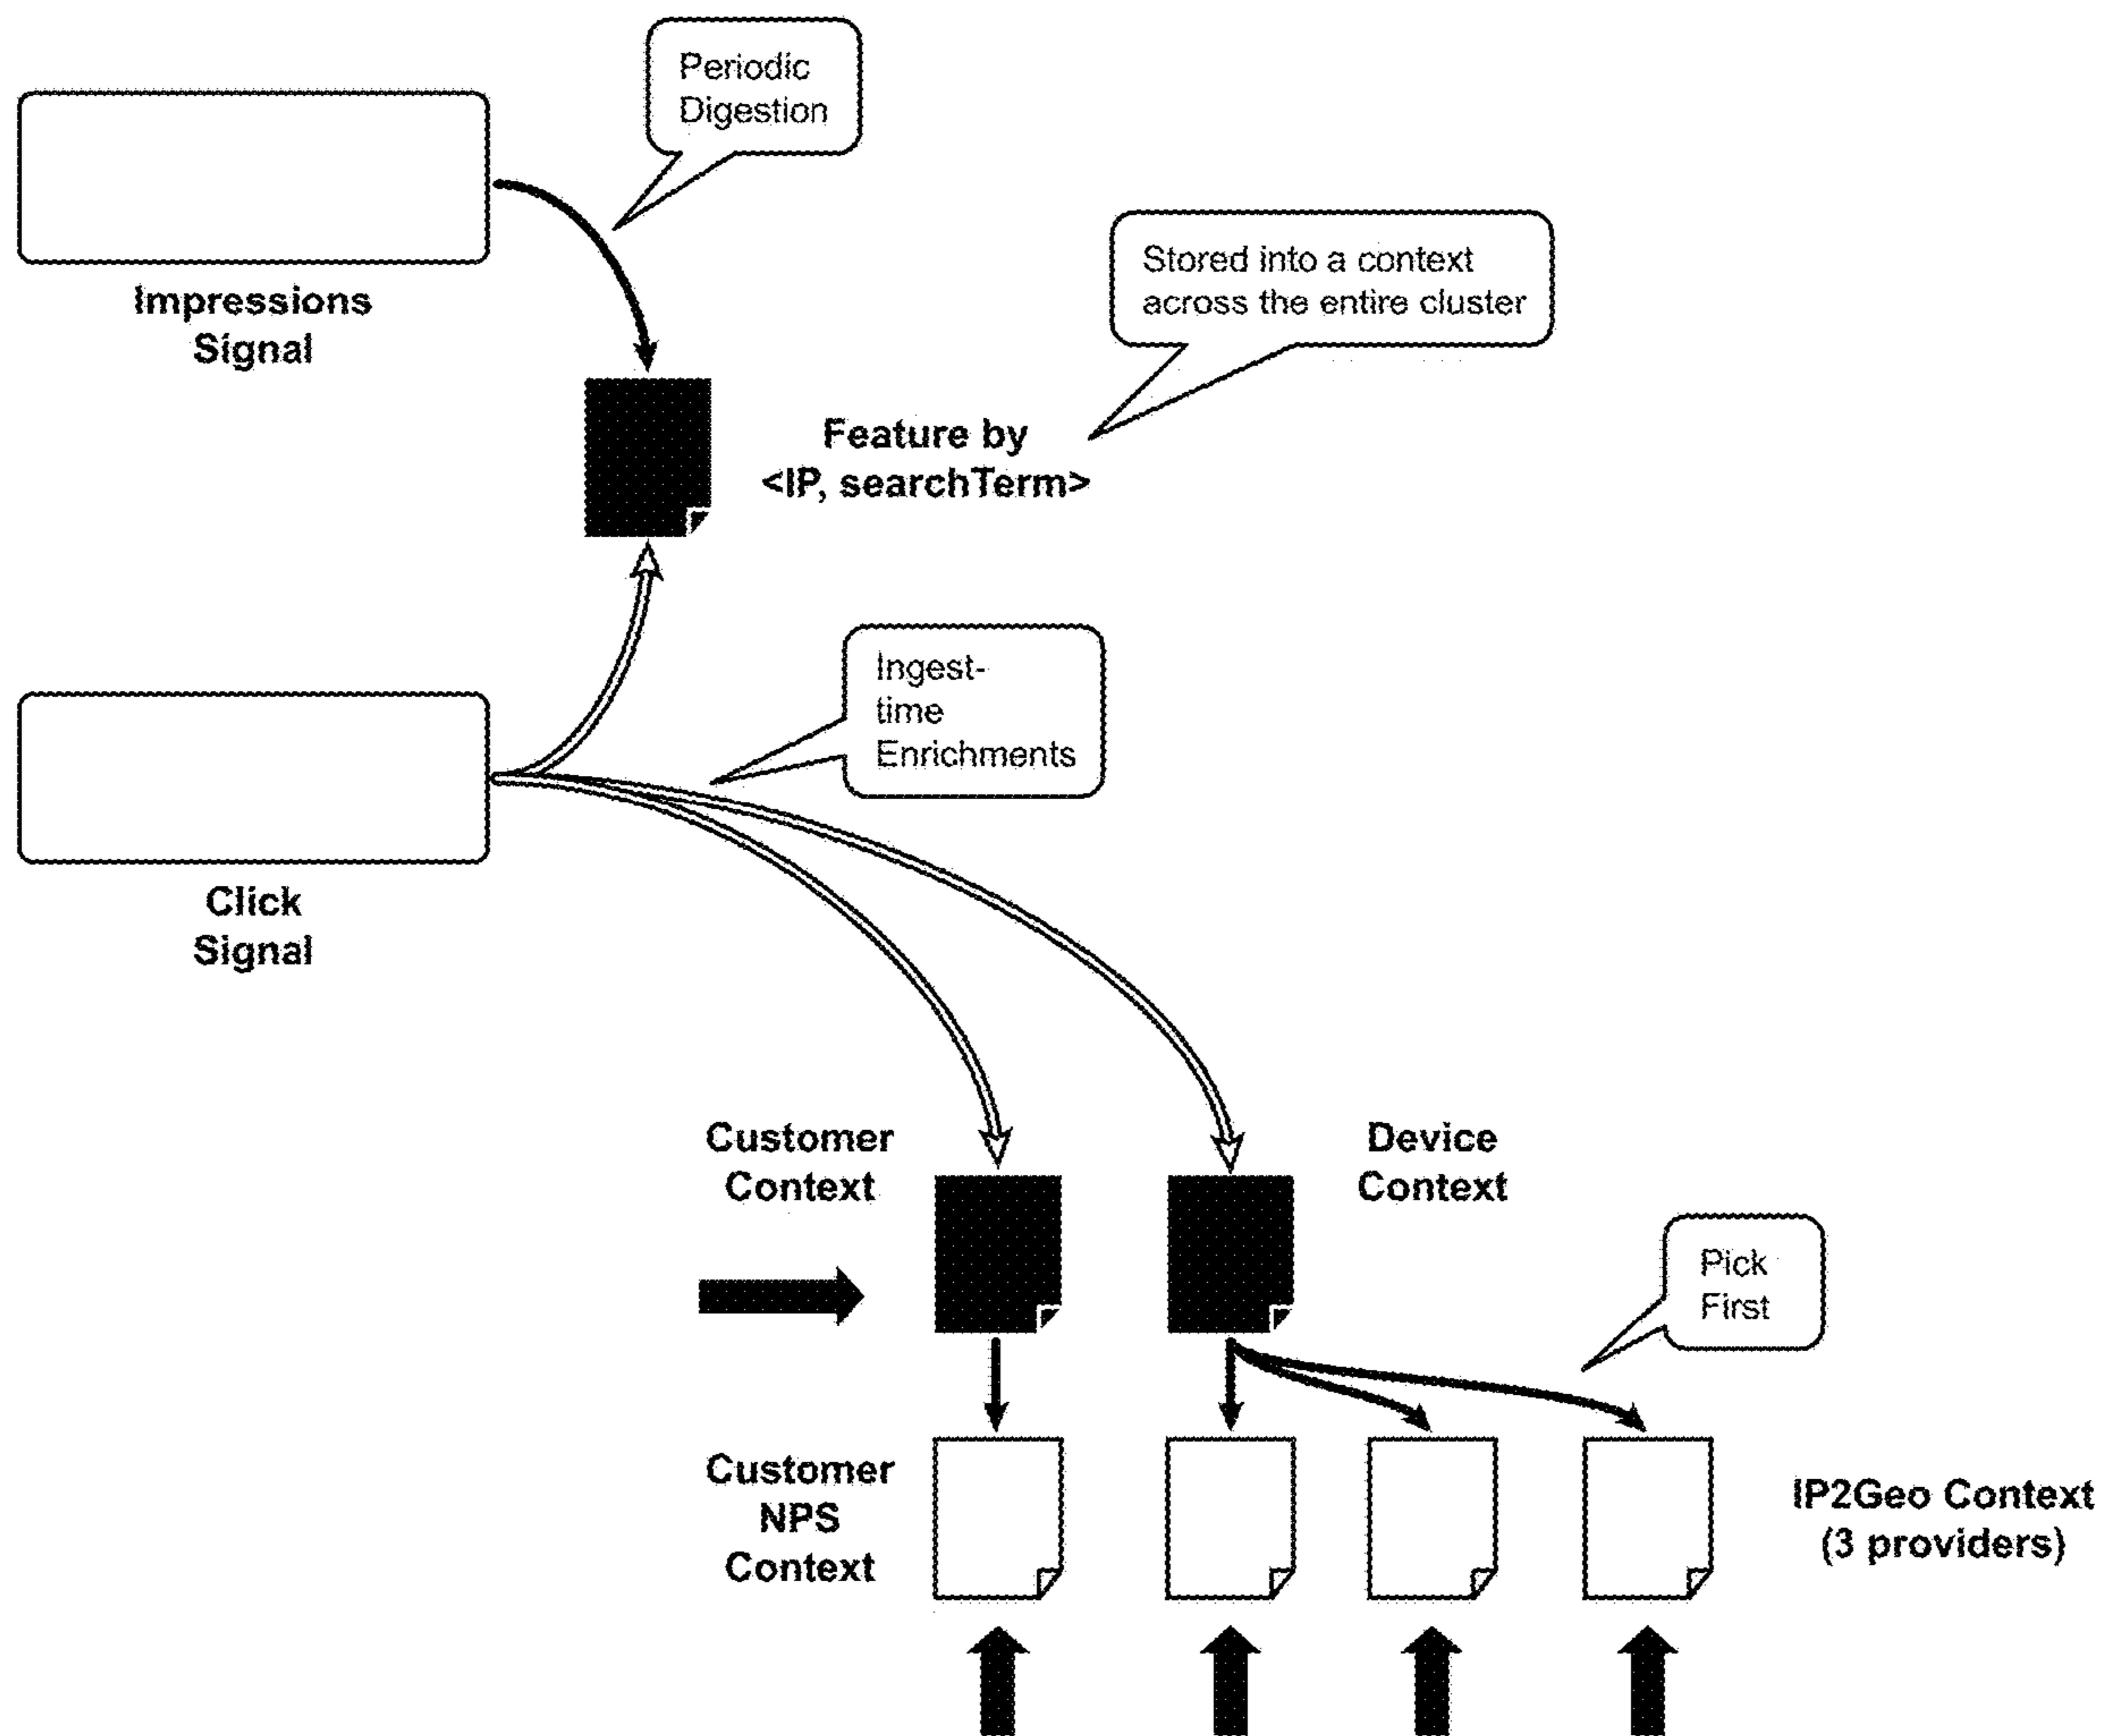 Periodic
Digestion
Impressions
Signal
Stored into a context
across the entire cluster
Feature by
<IP, searchTerm>
Ingest-
time
Enrichments
Click
Signal
Customer
Context
Device
Context
Pick
First
Customer
NPS
Context
IP2Geo Context
(3 providers)